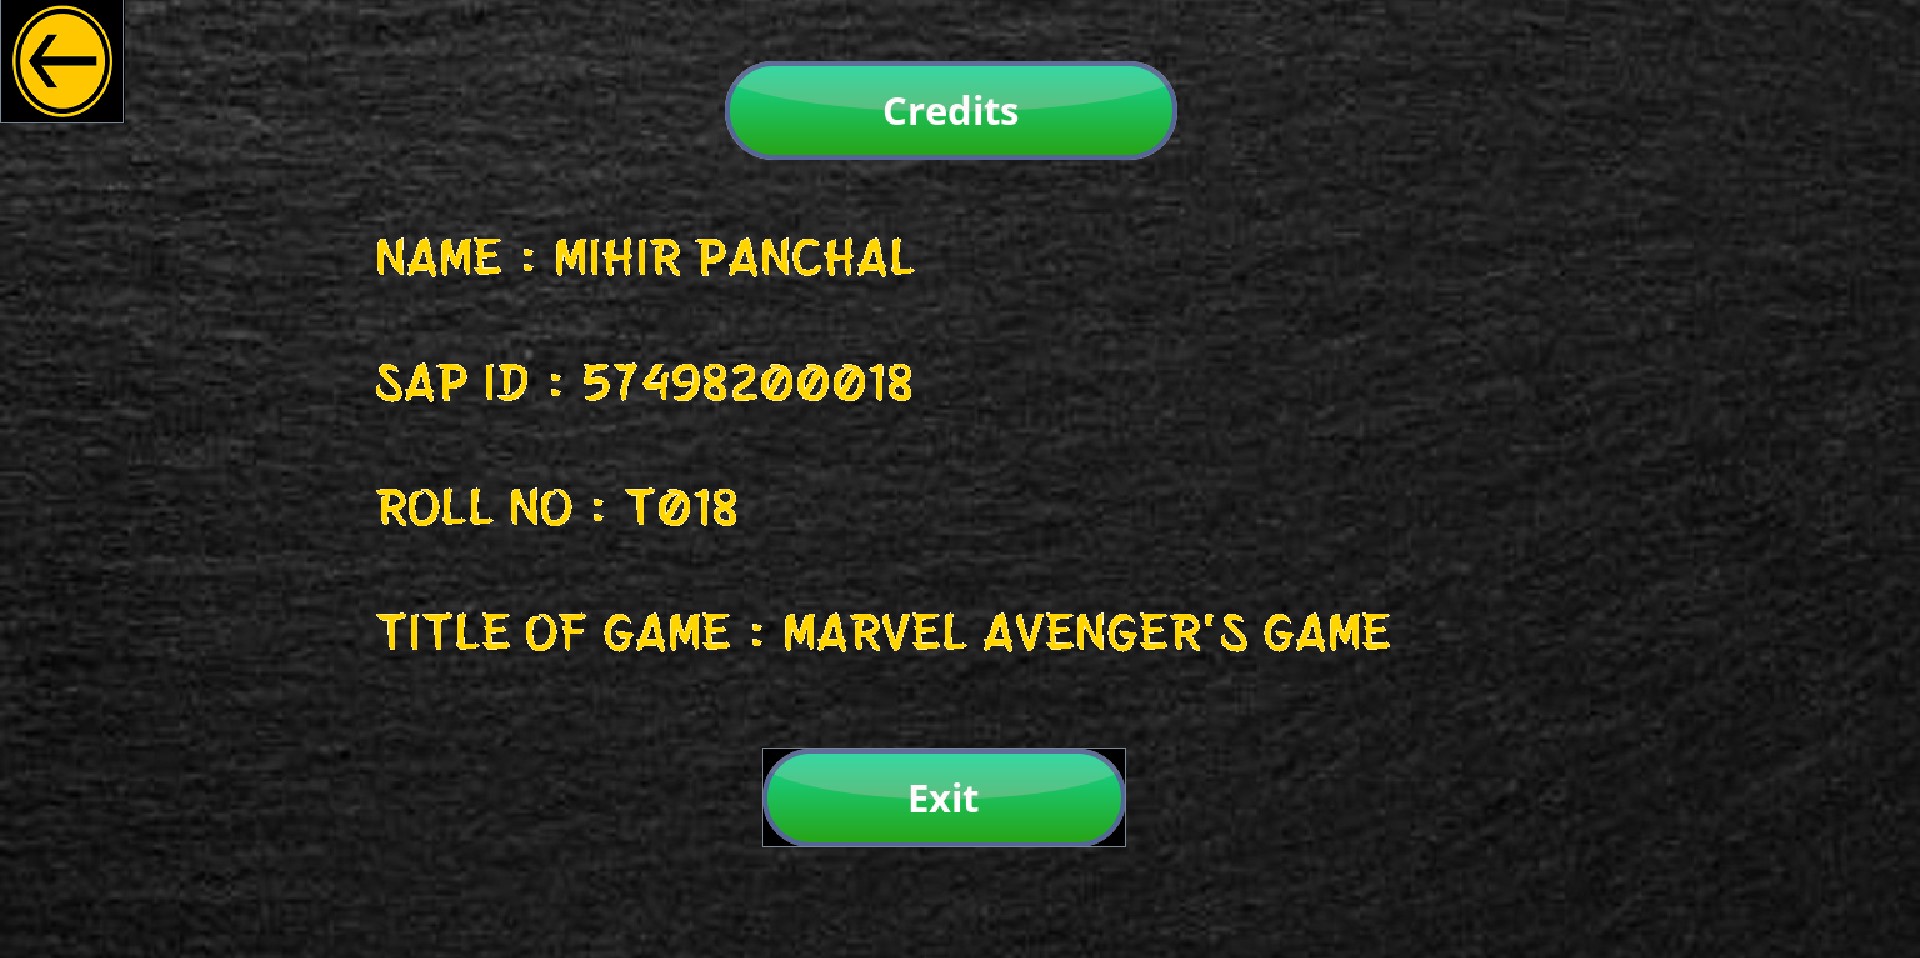 Credits
NAME : MIHIR PANCHAL
SAP ID : 57498200018
ROLL NO : T018
TITLE OF GAME : MARVEL AVENGER'S GAME
Exit